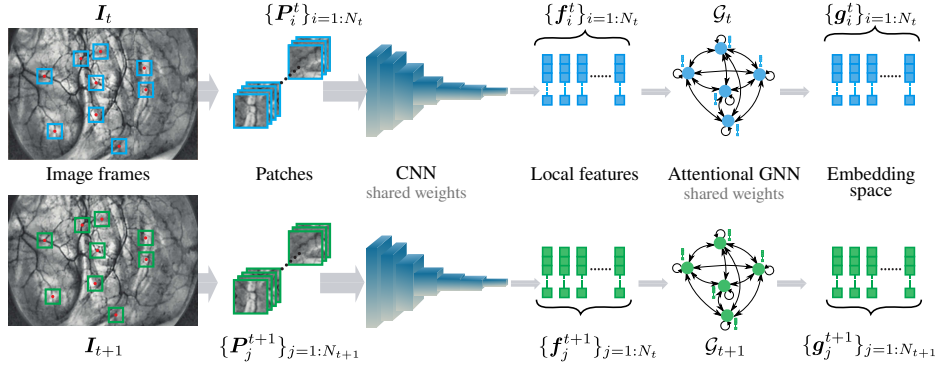 I_t
{P_i^t}_{i=1:N_t}
{f_i^t}_{i=1:N_t}
G_t
{g_i^t}_{i=1:N_t}
Image frames
Patches
CNN
shared weights
Local features
Attentional GNN
shared weights
Embedding
space
I_{t+1}
{P_j^{t+1}}_{j=1:N_{t+1}}
{f_j^{t+1}}_{j=1:N_t}
G_{t+1}
{g_j^{t+1}}_{j=1:N_{t+1}}